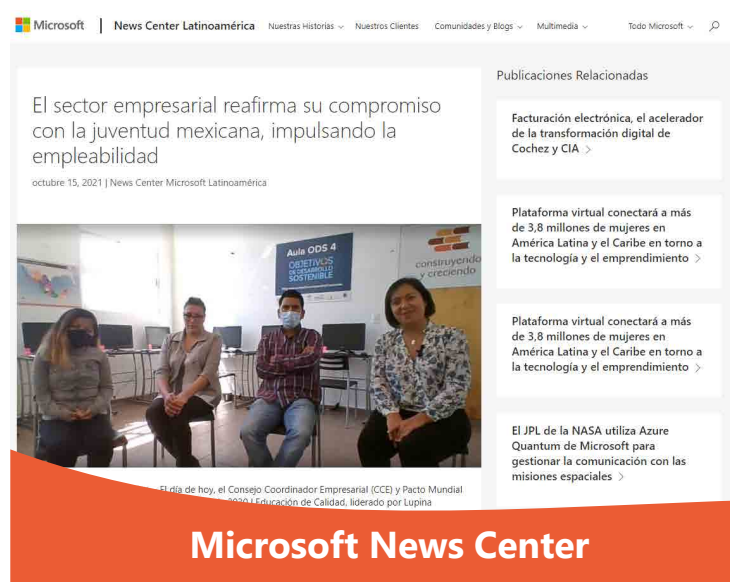 Microsoft | News Center Latinoamérica Nuestras Historias Nuestros Clientes Comunidades y Blogs Multimedia Todo Microsoft
El sector empresarial reafirma su compromiso
con la juventud mexicana, impulsando la
empleabilidad
octubre 15, 2021 | News Center Microsoft Latinoamérica
Aula ODS 4
OBJETIVOS
DE DESARROLLO
SOSTENIBLE
construyendo
y creciendo
El día de hoy, el Consejo Coordinador Empresarial (CCE) y Pacto Mundial
2030 | Educación de Calidad, liderado por Lupina
Publicaciones Relacionadas
Facturación electrónica, el acelerador
de la transformación digital de
Cochez y CIA >
Plataforma virtual conectará a más
de 3,8 millones de mujeres en
América Latina y el Caribe en torno a
la tecnología y el emprendimiento >
Plataforma virtual conectará a más
de 3,8 millones de mujeres en
América Latina y el Caribe en torno a
la tecnología y el emprendimiento >
El JPL de la NASA utiliza Azure
Quantum de Microsoft para
gestionar la comunicación con las
misiones espaciales >
Microsoft News Center